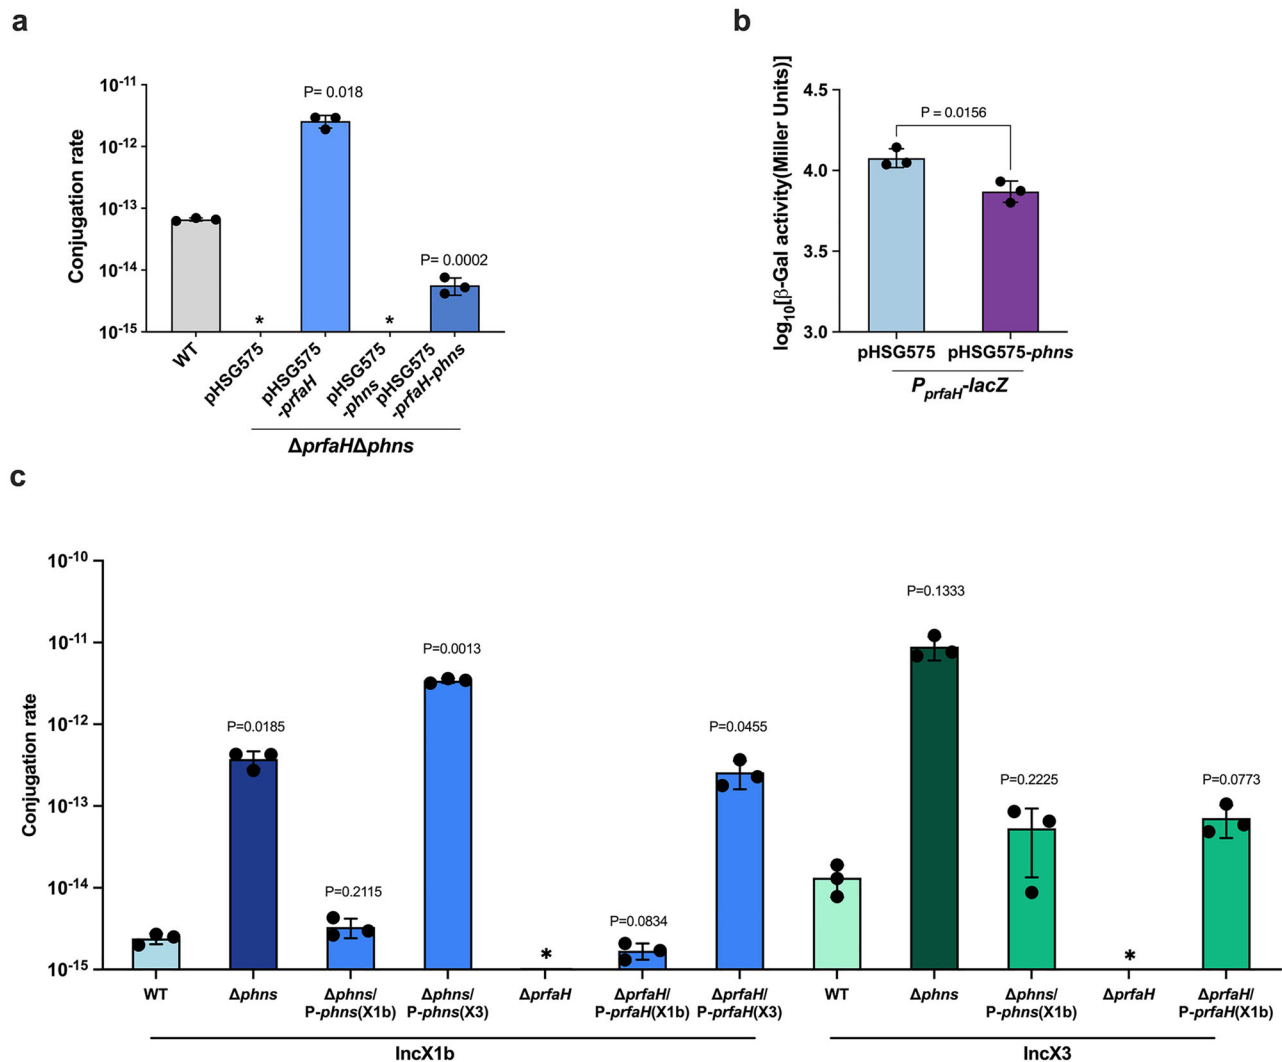 a
Conjugation rate
10-11
10-12
10-13
10-14
10-15
P= 0.018
P= 0.0002
*
*
WT
pHSG575
pHSG575
-prfaH
pHSG575
-phns
pHSG575
-prfaH-phns
ΔprfaHΔphns
b
log10[β-Gal activity(Miller Units)]
4.5
4.0
3.5
3.0
P = 0.0156
pHSG575
pHSG575-phns
PprfaH-lacZ
c
Conjugation rate
10-10
10-11
10-12
10-13
10-14
10-15
P=0.0185
P=0.2115
P=0.0013
*
P=0.0834
P=0.0455
P=0.1333
P=0.2225
*
P=0.0773
WT
Δphns
Δphns/
P-phns(X1b)
Δphns/
P-phns(X3)
ΔprfaH
ΔprfaH/
P-prfaH(X1b)
ΔprfaH/
P-prfaH(X3)
WT
Δphns
Δphns/
P-phns(X1b)
ΔprfaH
ΔprfaH/
P-prfaH(X1b)
IncX1b
IncX3